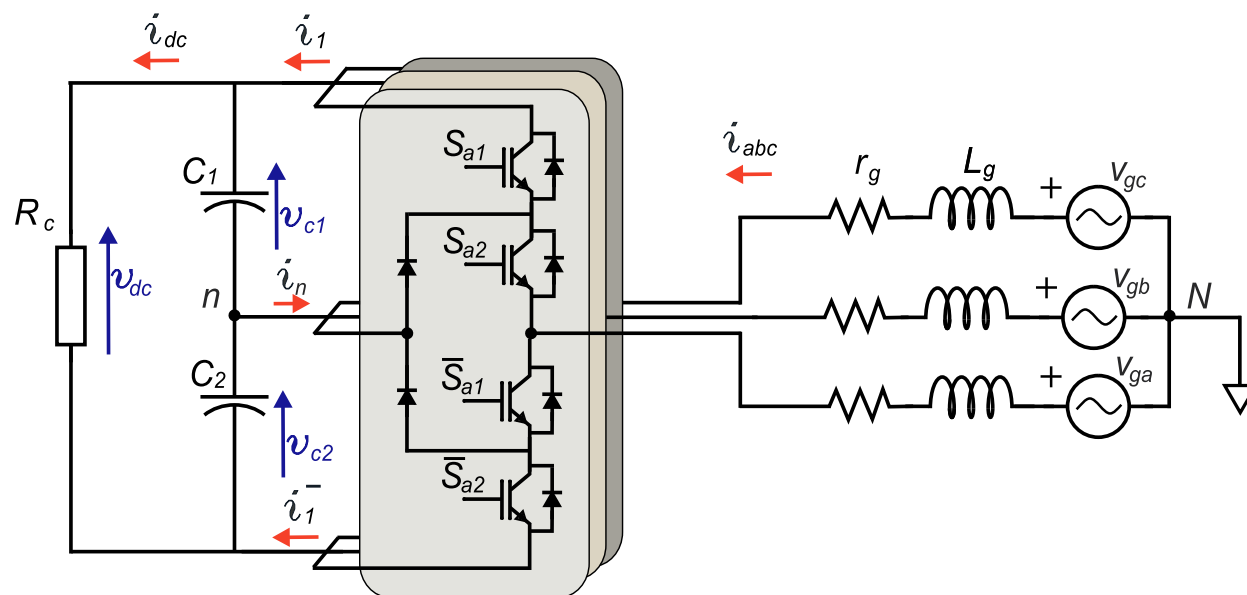 i_dc
i_1
i_abc
r_g
L_g
+
v_gc
S_a1
C_1
v_c1
R_c
S_a2
v_dc
i_n
n
+
v_gb
N
S̅_a1
C_2
+
v_ga
v_c2
S̅_a2
i_1^-